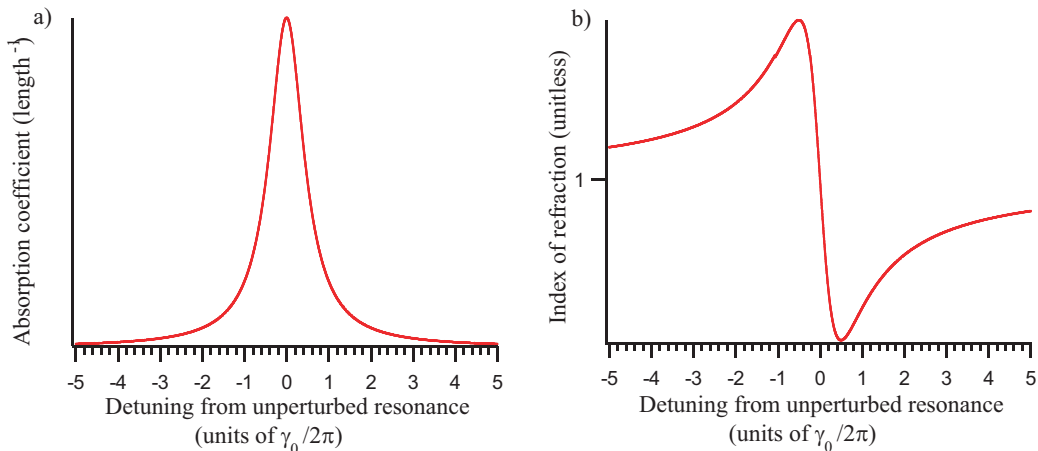 a)
Absorption coefficient (length⁻¹)
-5 -4 -3 -2 -1 0 1 2 3 4 5
Detuning from unperturbed resonance
(units of γ₀/2π)
b)
Index of refraction (unitless)
1
-5 -4 -3 -2 -1 0 1 2 3 4 5
Detuning from unperturbed resonance
(units of γ₀/2π)